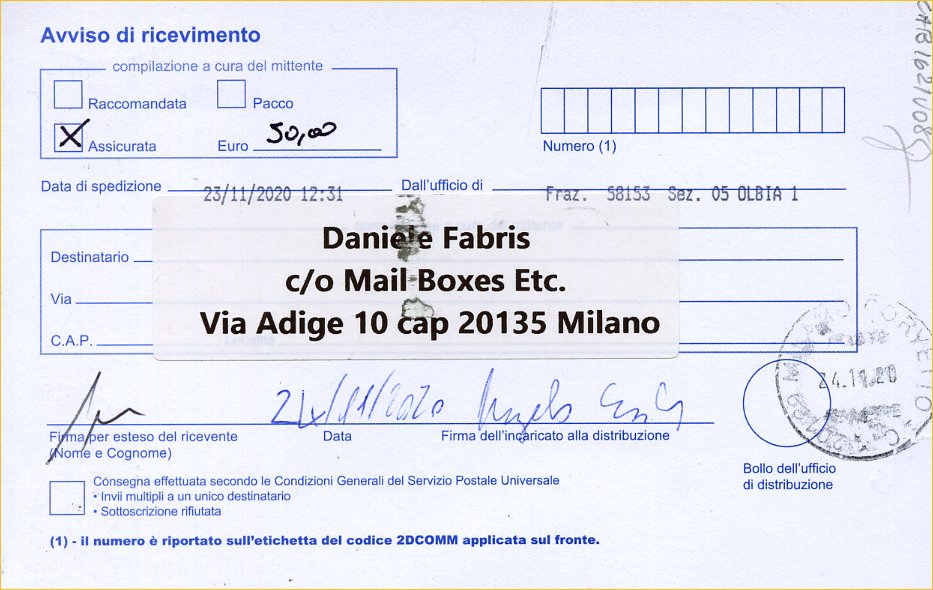 Avviso di ricevimento
compilazione a cura del mittente
Raccomandata
Pacco
X Assicurata
Euro 50,00
Numero (1)
Data di spedizione 23/11/2020 12:31 Dall'ufficio di Fraz. 58153 Sez. 05 OLBIA 1
Destinatario
Via
C.A.P.
Daniele Fabris
c/o Mail Boxes Etc.
Via Adige 10 cap 20135 Milano
24/11/2020
Firma per esteso del ricevente
(Nome e Cognome)
Data
Firma dell'incaricato alla distribuzione
24.11.20
Bollo dell'ufficio
di distribuzione
Consegna effettuata secondo le Condizioni Generali del Servizio Postale Universale
• Invii multipli a un unico destinatario
• Sottoscrizione rifiutata
(1) - il numero è riportato sull'etichetta del codice 2DCOMM applicata sul fronte.